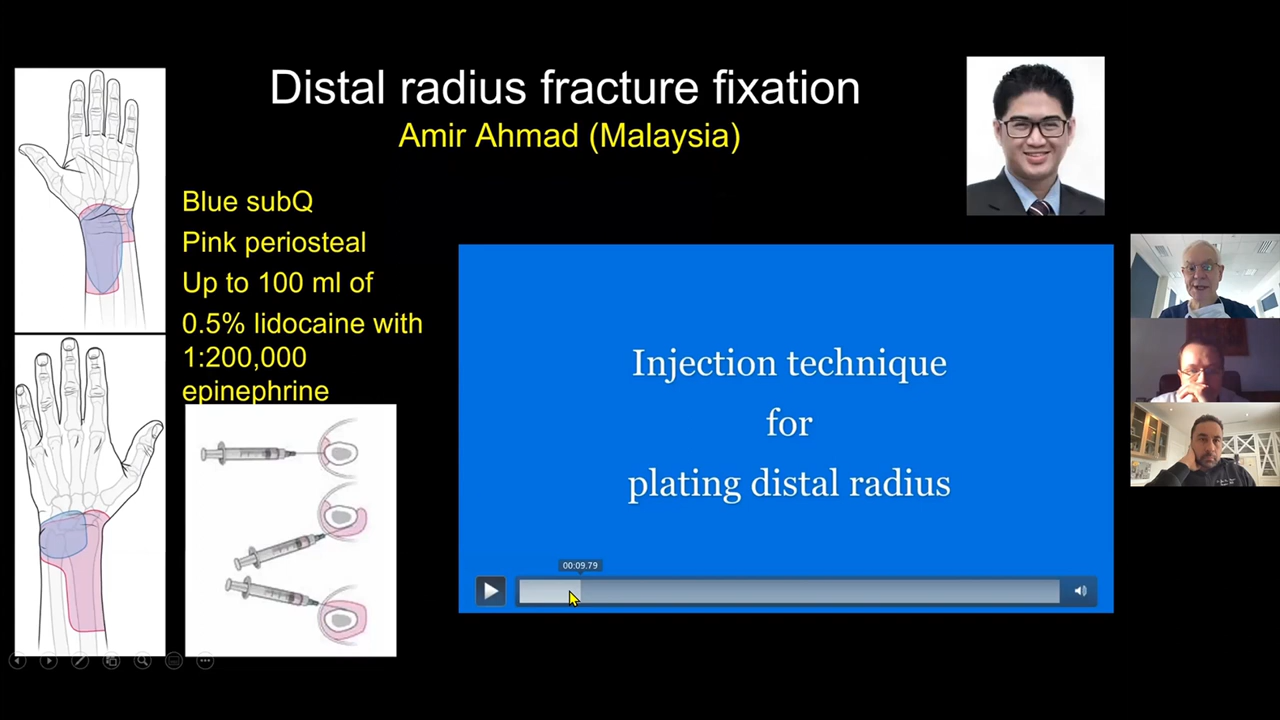 Distal radius fracture fixation
Amir Ahmad (Malaysia)
Blue subQ
Pink periosteal
Up to 100 ml of
0.5% lidocaine with
1:200,000
epinephrine
Injection technique
for
plating distal radius
00:09.79